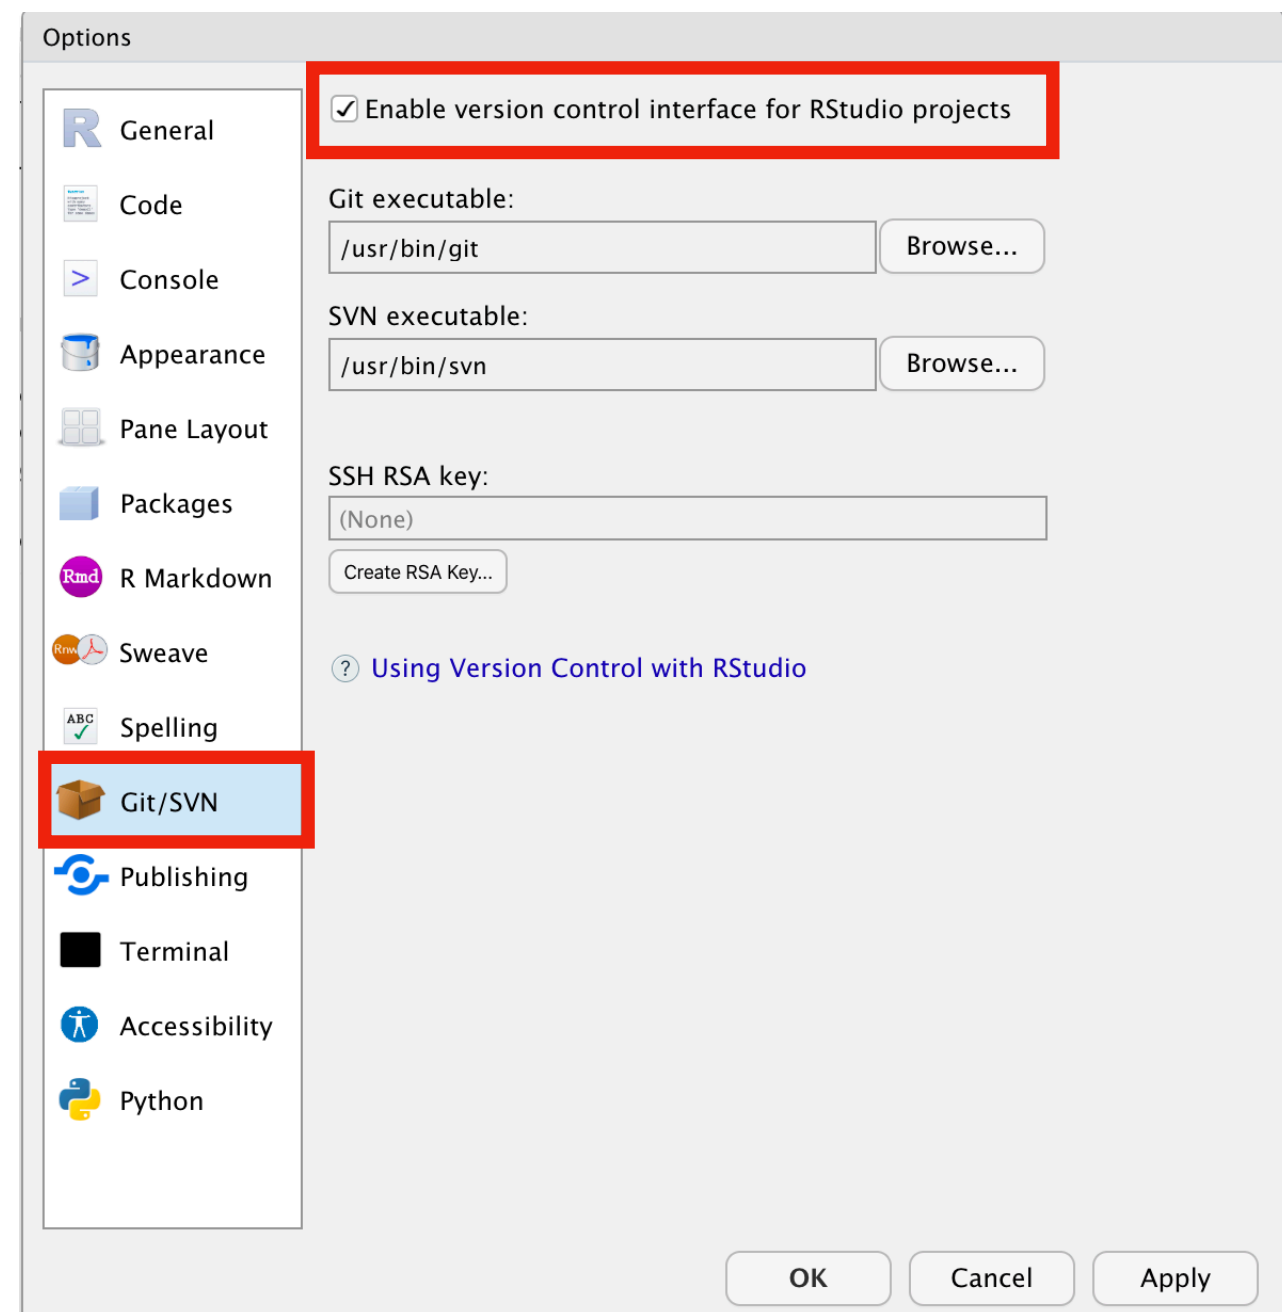 Options
General
Code
Console
Appearance
Pane Layout
Packages
Rmd R Markdown
Rnw Sweave
ABC Spelling
Git/SVN
Publishing
Terminal
Accessibility
Python
Enable version control interface for RStudio projects
Git executable:
/usr/bin/git Browse...
SVN executable:
/usr/bin/svn Browse...
SSH RSA key:
(None)
Create RSA Key...
? Using Version Control with RStudio
OK Cancel Apply